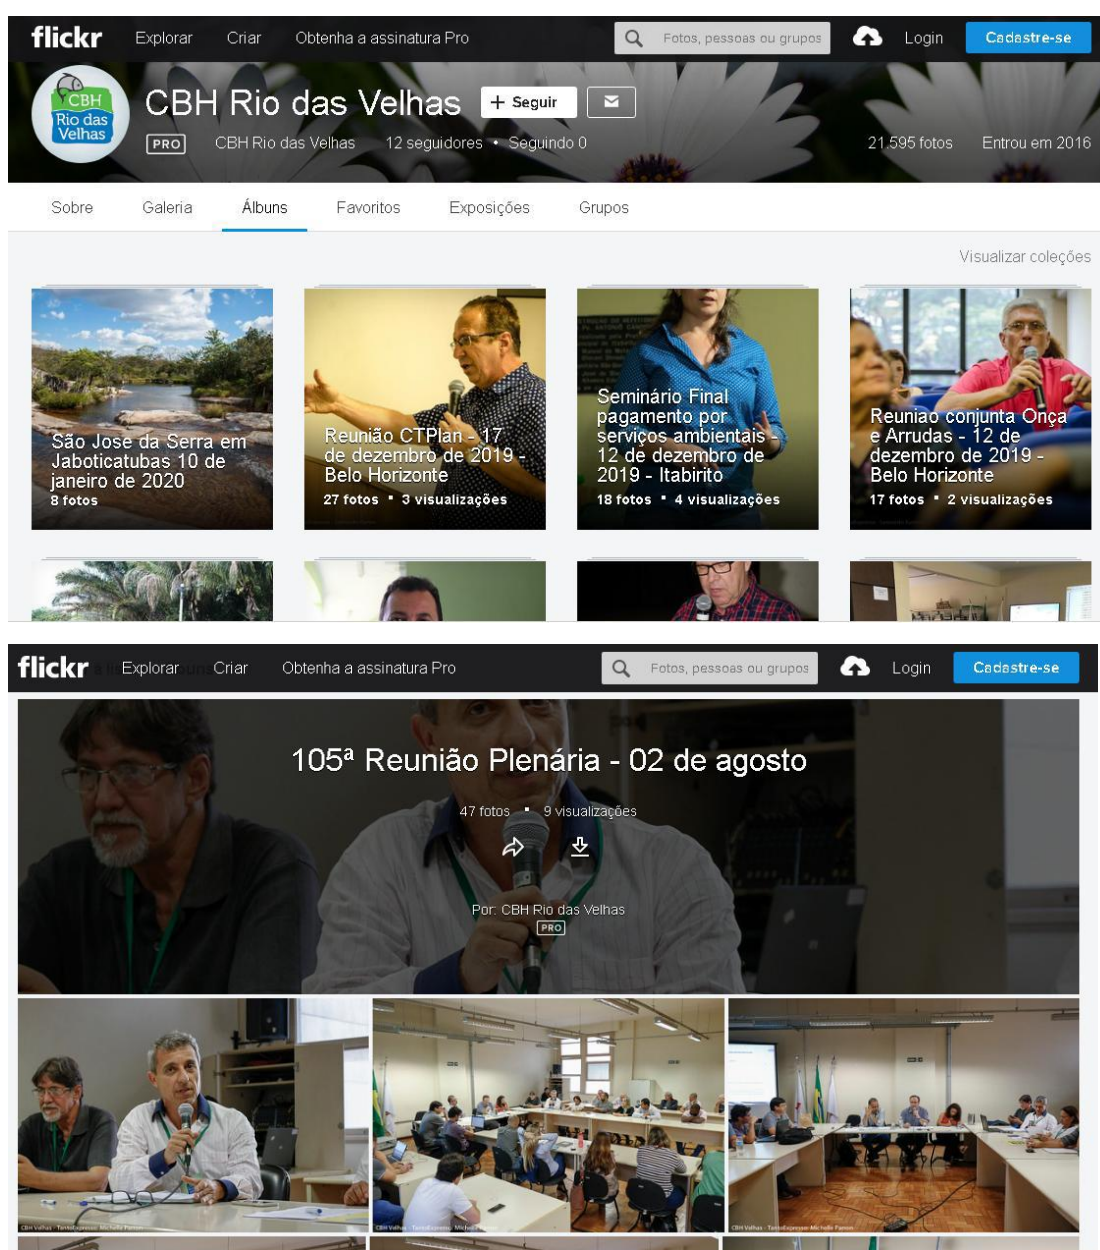 flickr Explorar Criar Obtenha a assinatura Pro Fotos, pessoas ou grupos Login Cadastre-se
CBH
Rio das
Velhas
CBH Rio das Velhas + Seguir
PRO CBH Rio das Velhas 12 seguidores • Seguindo 0 21.595 fotos Entrou em 2016
Sobre Galeria Álbuns Favoritos Exposições Grupos
Visualizar coleções
São Jose da Serra em
Jaboticatubas 10 de
janeiro de 2020
8 fotos
Reunião CTPlan - 17
de dezembro de 2019 -
Belo Horizonte
27 fotos • 3 visualizações
Seminário Final
pagamento por
serviços ambientais -
12 de dezembro de
2019 - Itabirito
18 fotos • 4 visualizações
Reuniao conjunta Onça
e Arrudas - 12 de
dezembro de 2019 -
Belo Horizonte
17 fotos • 2 visualizações
flickr Explorar Criar Obtenha a assinatura Pro Fotos, pessoas ou grupos Login Cadastre-se
105ª Reunião Plenária - 02 de agosto
47 fotos • 9 visualizações
Por: CBH Rio das Velhas
PRO